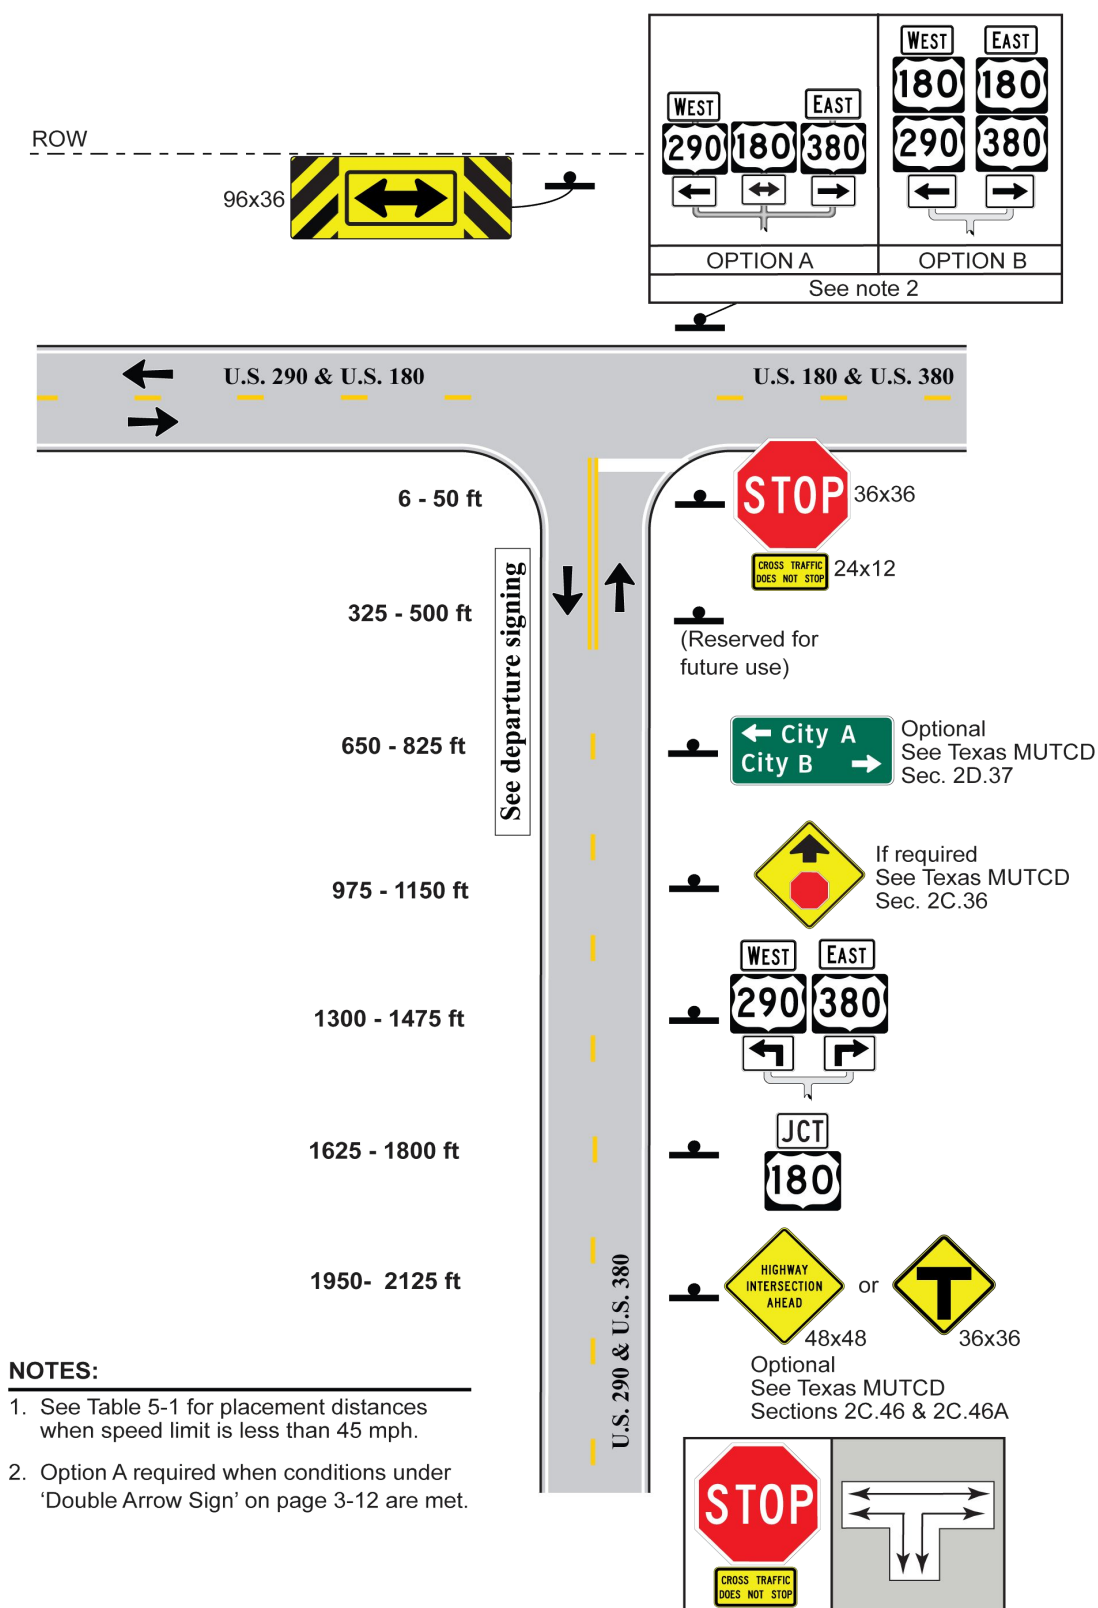 ROW
96x36
WEST
EAST
290 180 380
OPTION A
WEST EAST
180 180
290 380
OPTION B
See note 2
U.S. 290 & U.S. 180
U.S. 180 & U.S. 380
6 - 50 ft
STOP
36x36
CROSS TRAFFIC
DOES NOT STOP
24x12
See departure signing
325 - 500 ft
(Reserved for
future use)
650 - 825 ft
City A
City B
Optional
See Texas MUTCD
Sec. 2D.37
975 - 1150 ft
If required
See Texas MUTCD
Sec. 2C.36
1300 - 1475 ft
WEST EAST
290 380
1625 - 1800 ft
JCT
180
1950- 2125 ft
U.S. 290 & U.S. 380
HIGHWAY
INTERSECTION
AHEAD
or
48x48
36x36
Optional
See Texas MUTCD
Sections 2C.46 & 2C.46A
NOTES:
1. See Table 5-1 for placement distances
when speed limit is less than 45 mph.
2. Option A required when conditions under
‘Double Arrow Sign’ on page 3-12 are met.
STOP
CROSS TRAFFIC
DOES NOT STOP